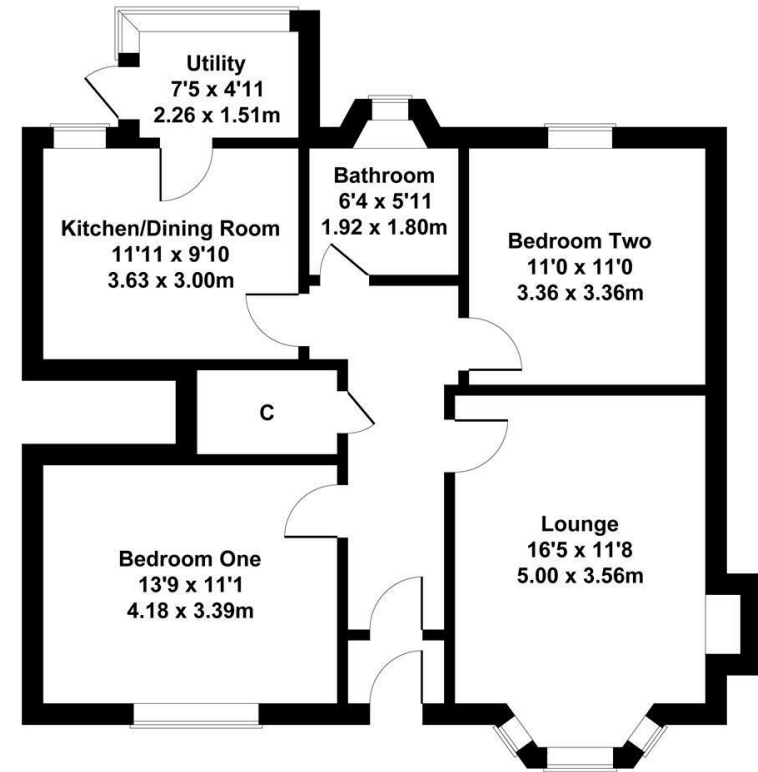 Utility
7'5 x 4'11
2.26 x 1.51m
Bathroom
6'4 x 5'11
1.92 x 1.80m
Kitchen/Dining Room
11'11 x 9'10
3.63 x 3.00m
Bedroom Two
11'0 x 11'0
3.36 x 3.36m
C
Lounge
16'5 x 11'8
5.00 x 3.56m
Bedroom One
13'9 x 11'1
4.18 x 3.39m